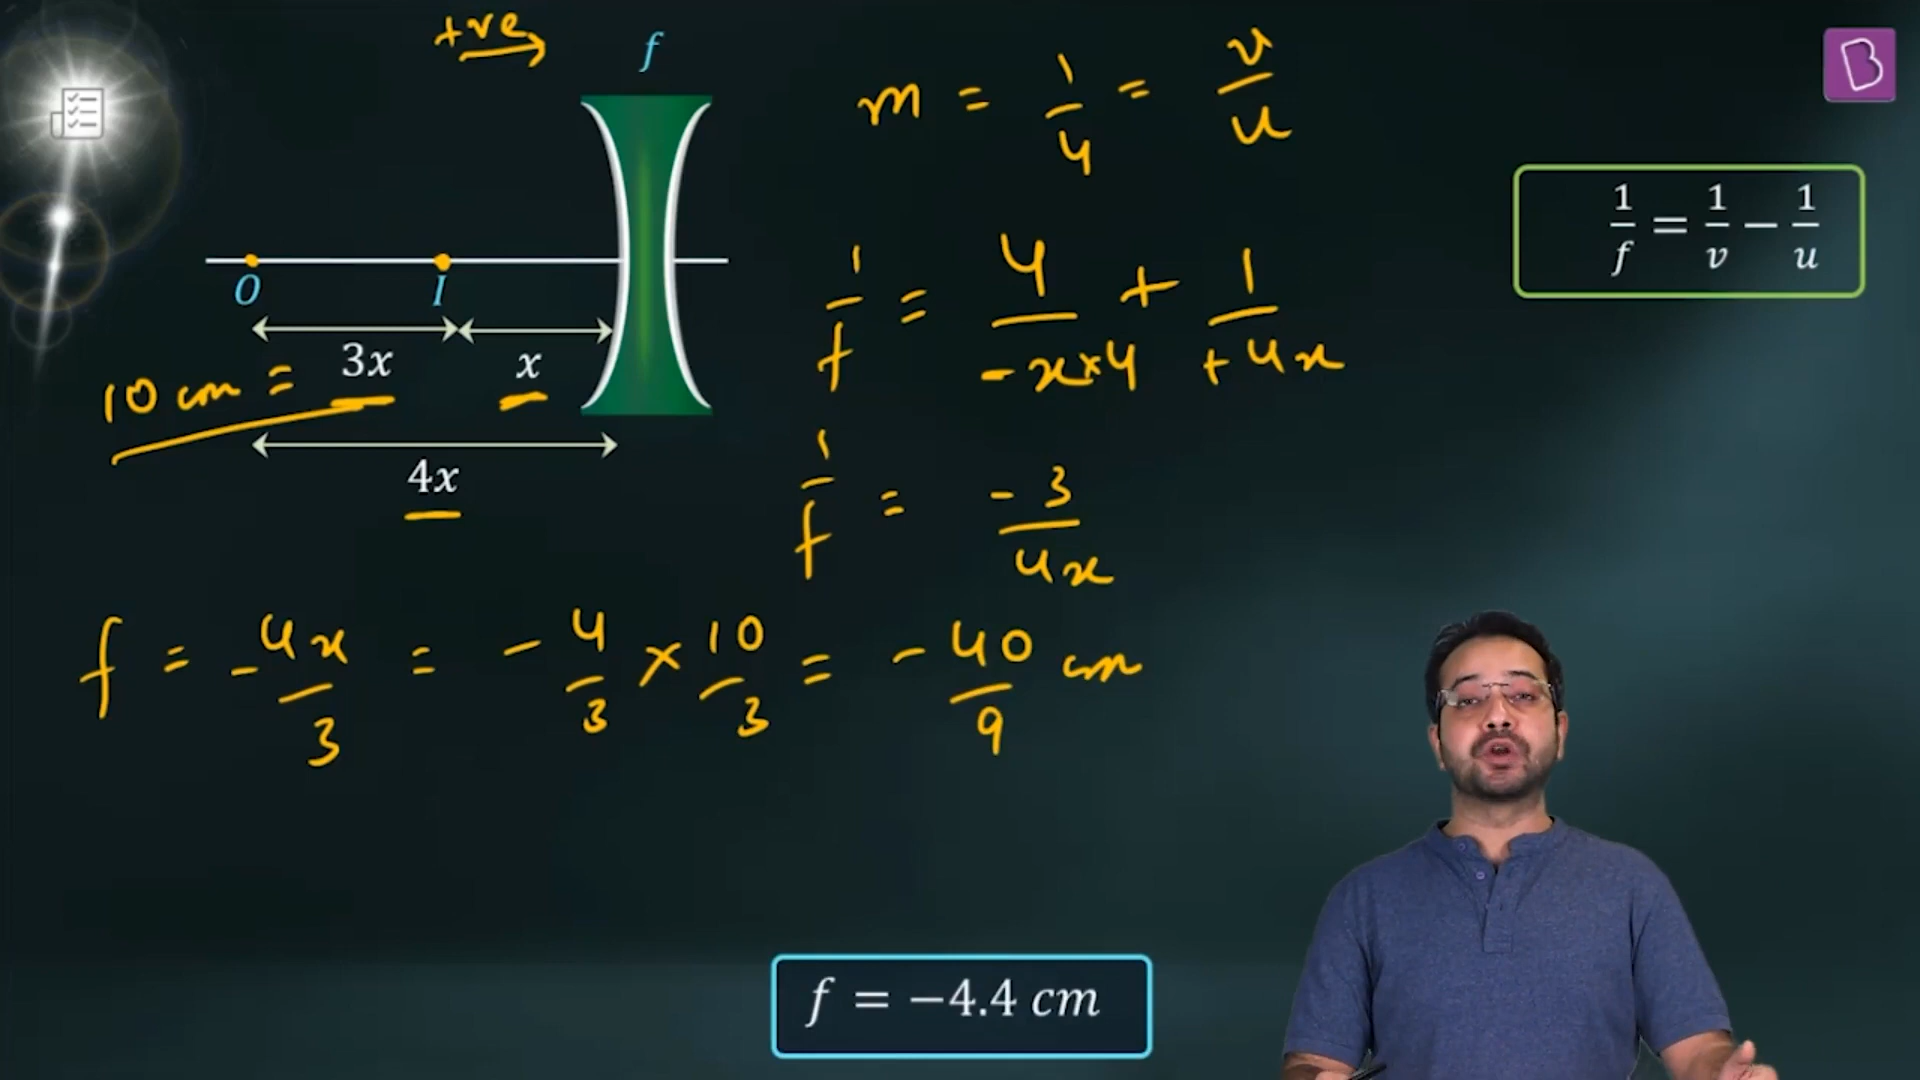 +ve
f
m = 1/4 = v/u
1/f = 1/v − 1/u
O I
1/f = 4/-x×4 + 1/+4x
10 cm = 3x x
4x
1/f = -3/4x
f = -4x/3 = -4/3 × 10/3 = -40/9 cm
f = −4.4 cm
B